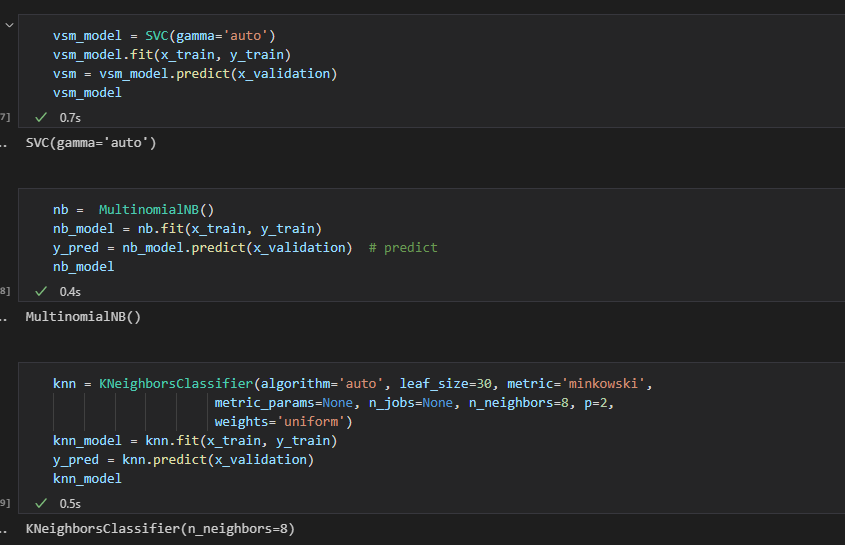 vsm_model = SVC(gamma='auto')
vsm_model.fit(x_train, y_train)
vsm = vsm_model.predict(x_validation)
vsm_model
7]
0.7s
.. SVC(gamma='auto')
nb =  MultinomialNB()
nb_model = nb.fit(x_train, y_train)
y_pred = nb_model.predict(x_validation)  # predict
nb_model
8]
0.4s
.. MultinomialNB()
knn = KNeighborsClassifier(algorithm='auto', leaf_size=30, metric='minkowski',
metric_params=None, n_jobs=None, n_neighbors=8, p=2,
weights='uniform')
knn_model = knn.fit(x_train, y_train)
y_pred = knn.predict(x_validation)
knn_model
9]
0.5s
.. KNeighborsClassifier(n_neighbors=8)